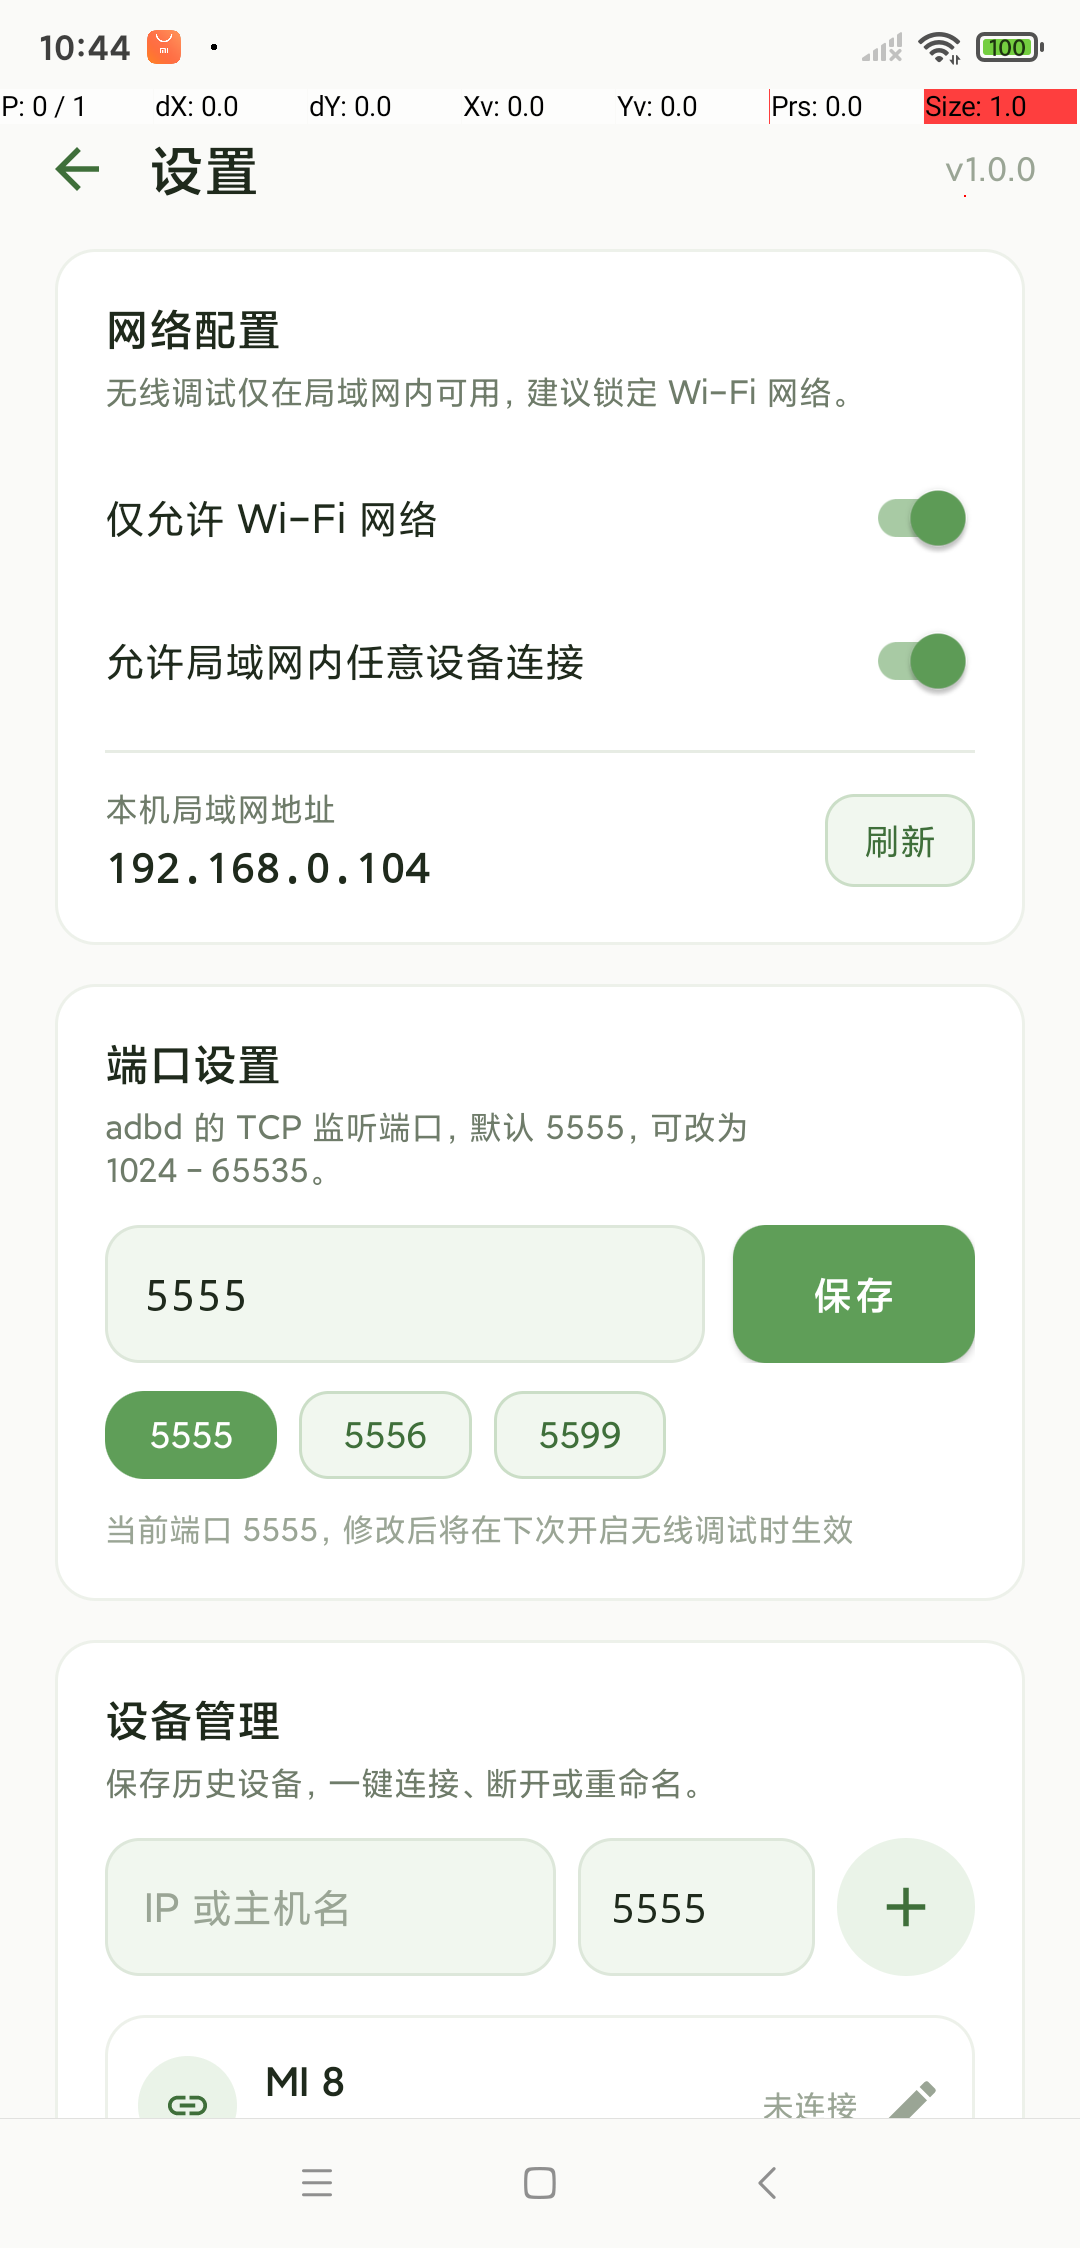 10:44
100
P: 0 / 1 dX: 0.0 dY: 0.0 Xv: 0.0 Yv: 0.0 Prs: 0.0 Size: 1.0
设置
v1.0.0
网络配置
无线调试仅在局域网内可用，建议锁定 Wi-Fi 网络。
仅允许 Wi-Fi 网络
允许局域网内任意设备连接
本机局域网地址
192.168.0.104
刷新
端口设置
adbd 的 TCP 监听端口，默认 5555，可改为
1024 - 65535。
5555
保存
5555 5556 5599
当前端口 5555，修改后将在下次开启无线调试时生效
设备管理
保存历史设备，一键连接、断开或重命名。
IP 或主机名
5555
MI 8
未连接